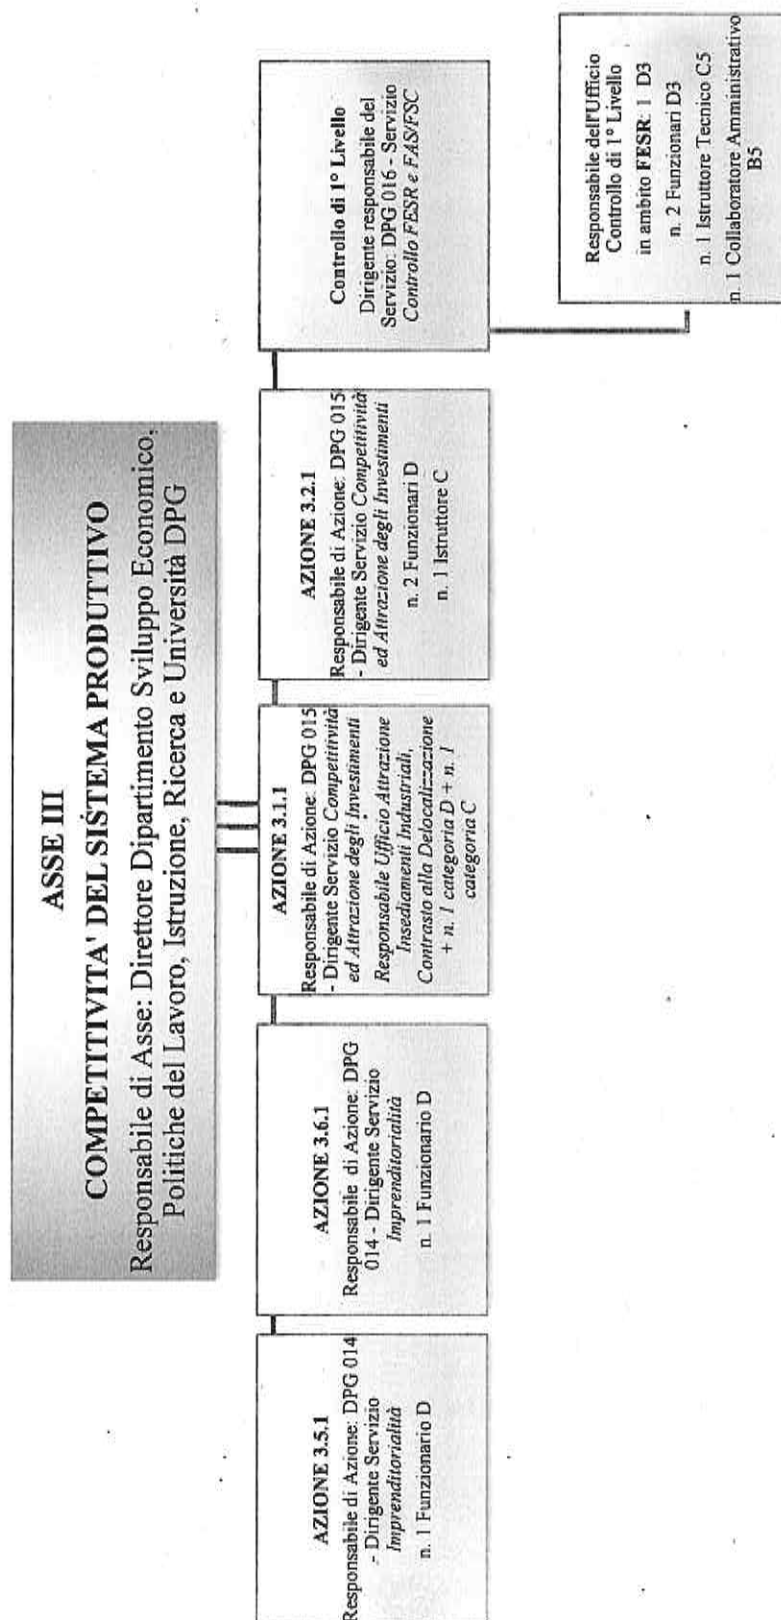 ASSE III
COMPETITIVITA' DEL SISTEMA PRODUTTIVO
Responsabile di Asse: Direttore Dipartimento Sviluppo Economico,
Politiche del Lavoro, Istruzione, Ricerca e Università DPG
AZIONE 3.5.1
Responsabile di Azione: DPG 014
- Dirigente Servizio
Imprenditorialità
n. 1 Funzionario D
AZIONE 3.6.1
Responsabile di Azione: DPG
014 - Dirigente Servizio
Imprenditorialità
n. 1 Funzionario D
AZIONE 3.1.1
Responsabile di Azione: DPG 015
- Dirigente Servizio Competitività
ed Attrazione degli Investimenti
Responsabile Ufficio Attrazione
Insediamenti Industriali,
Contrasto alla Delocalizzazione
+ n. 1 categoria D + n. 1
categoria C
AZIONE 3.2.1
Responsabile di Azione: DPG 015
- Dirigente Servizio Competitività
ed Attrazione degli Investimenti
n. 2 Funzionari D
n. 1 Istruttore C
Controllo di 1° Livello
Dirigente responsabile del
Servizio: DPG 016 - Servizio
Controllo FESR e FAS/FSC
Responsabile dell'Ufficio
Controllo di 1° Livello
in ambito FESR: 1 D3
n. 2 Funzionari D3
n. 1 Istruttore Tecnico C5
n. 1 Collaboratore Amministrativo
B5